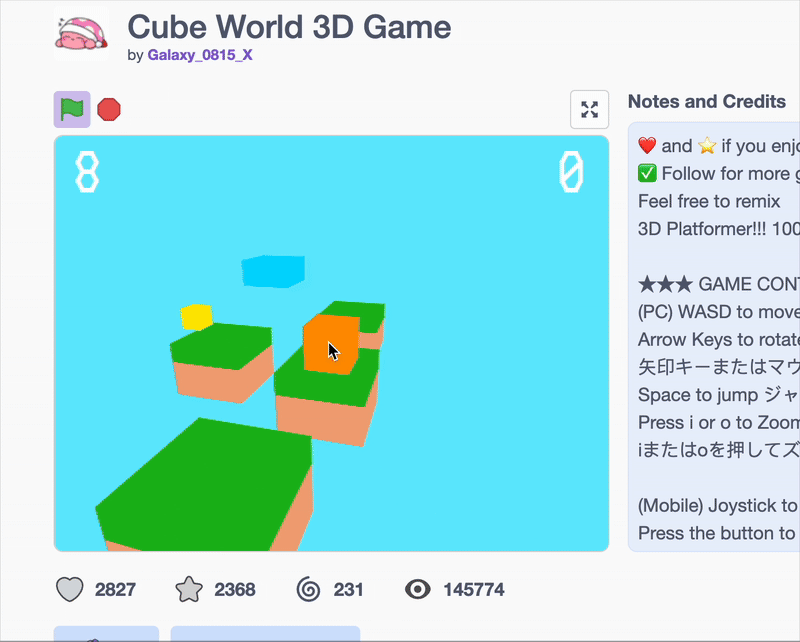 Cube World 3D Game
by Galaxy_0815_X
Notes and Credits
8
0
❤️ and ⭐ if you enjo
✅ Follow for more g
Feel free to remix
3D Platformer!!! 100
★★★ GAME CONT
(PC) WASD to move
Arrow Keys to rotate
矢印キーまたはマウ
Space to jump ジャ
Press i or o to Zoom
iまたはoを押してズ
(Mobile) Joystick to
Press the button to
2827
2368
231
145774